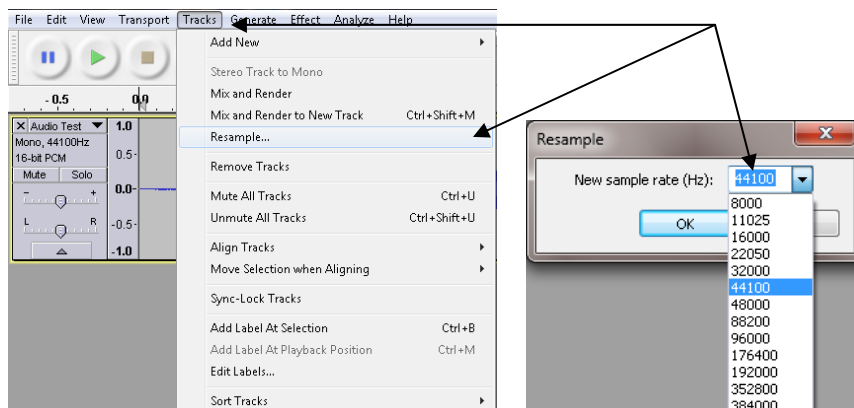 File Edit View Transport Tracks Generate Effect Analyze Help
- 0.5 0.0
X Audio Test 1.0
Mono, 44100Hz
16-bit PCM 0.5
Mute Solo
- + 0.0
L R -0.5
-1.0
Add New
Stereo Track to Mono
Mix and Render
Mix and Render to New Track Ctrl+Shift+M
Resample...
Remove Tracks
Mute All Tracks Ctrl+U
Unmute All Tracks Ctrl+Shift+U
Align Tracks
Move Selection when Aligning
Sync-Lock Tracks
Add Label At Selection Ctrl+B
Add Label At Playback Position Ctrl+M
Edit Labels...
Sort Tracks
Resample
New sample rate (Hz): 44100
OK
8000
11025
16000
22050
32000
44100
48000
88200
96000
176400
192000
352800
384000